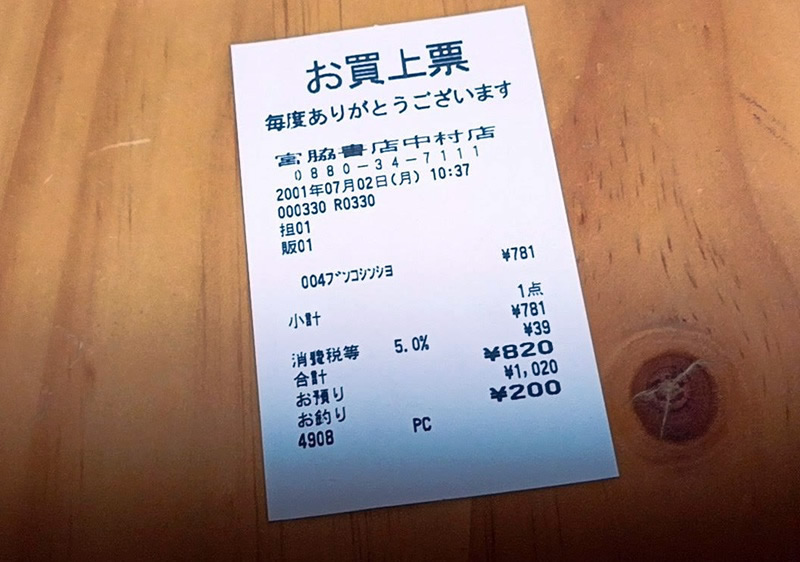 お買上票
毎度ありがとうございます
富脇書店中村店
0880-34-7111
2001年07月02日(月) 10:37
000330 R0330
担01
販01
004ブンコシンシヨ ¥781
小計 1点
¥781
消費税等 5.0% ¥39
合計 ¥820
お預り ¥1,020
お釣り ¥200
4908 PC